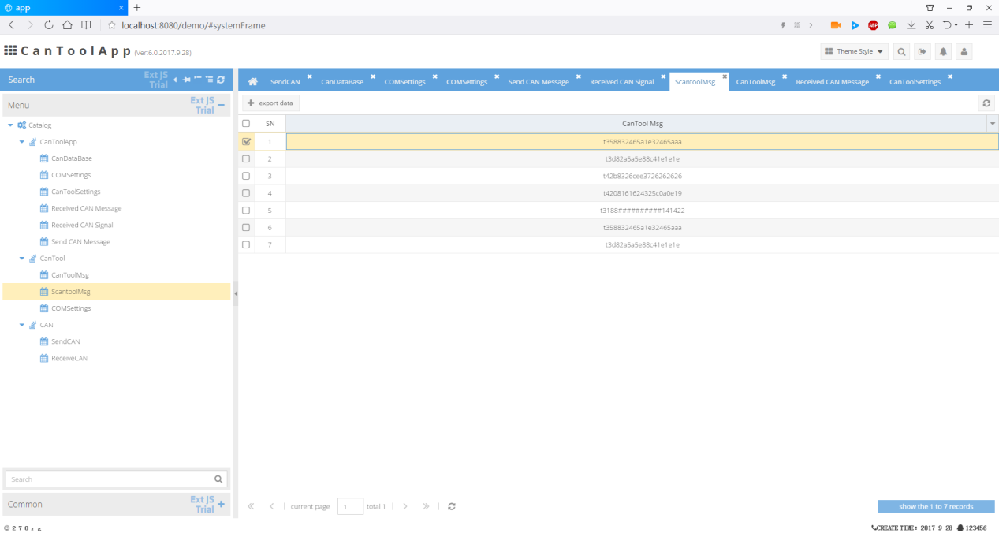 app
localhost:8080/demo/#systemFrame
ABP
CanToolApp (Ver:6.0.2017.9.28)
Theme Style
Search Ext JS Trial
SendCAN CanDataBase COMSettings COMSettings Send CAN Message Received CAN Signal ScantoolMsg CanToolMsg Received CAN Message CanToolSettings
Menu Ext JS Trial
export data
SN CanTool Msg
Catalog
CanToolApp
CanDataBase
COMSettings
CanToolSettings
Received CAN Message
Received CAN Signal
Send CAN Message
CanTool
CanToolMsg
ScantoolMsg
COMSettings
CAN
SendCAN
ReceiveCAN
1 t358832465a1e32465aaa
2 t3d82a5a5e88c41e1e1e
3 t42b8326cee3726262626
4 t4208161624325c0a0e19
5 t3188##########141422
6 t358832465a1e32465aaa
7 t3d82a5a5e88c41e1e1e
Search
Common Ext JS Trial
current page 1 total 1
show the 1 to 7 records
©2TOrg
CREATE TIME: 2017-9-28 123456